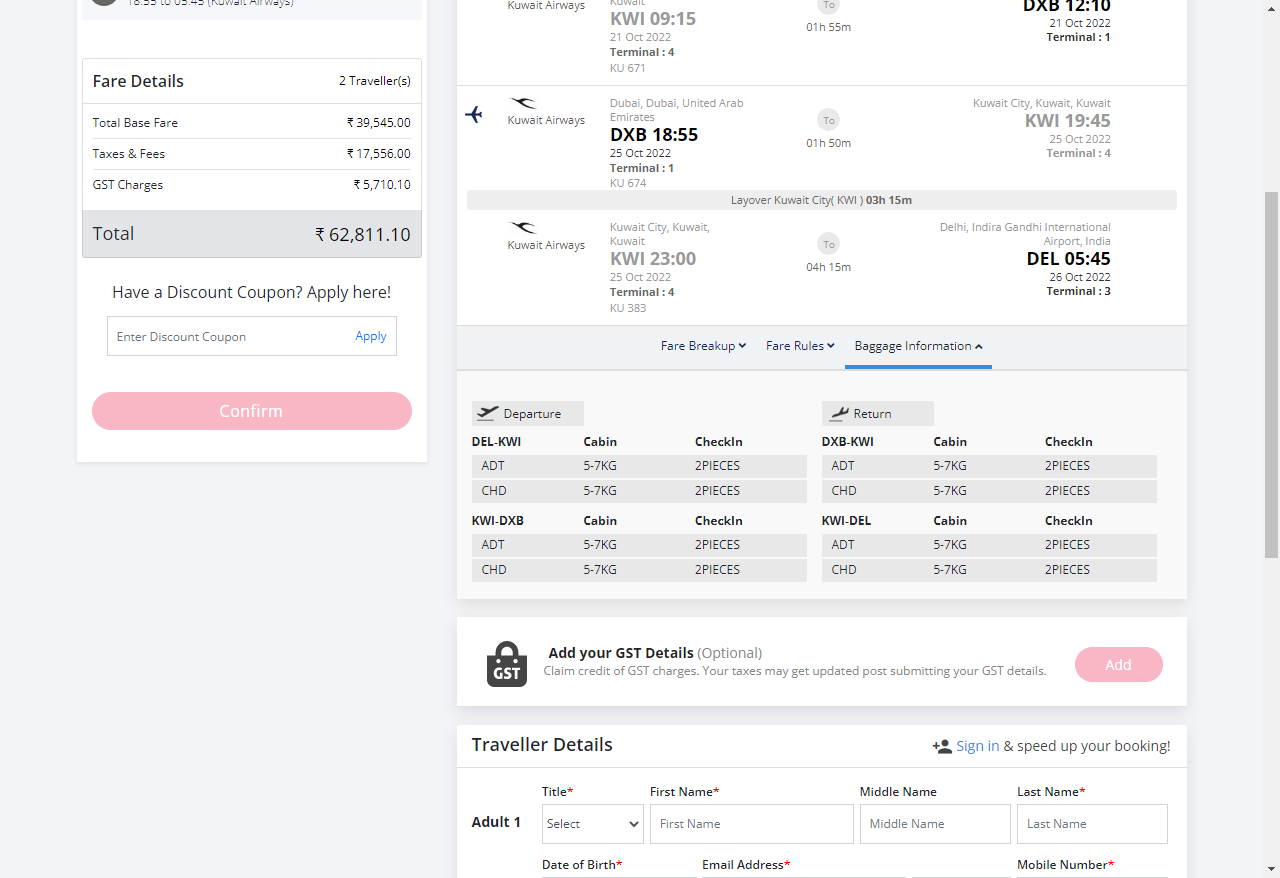 18:55 to 05:45 (Kuwait Airways)
Fare Details 2 Traveller(s)
Total Base Fare ₹ 39,545.00
Taxes & Fees ₹ 17,556.00
GST Charges ₹ 5,710.10
Total ₹ 62,811.10
Have a Discount Coupon? Apply here!
Enter Discount Coupon Apply
Confirm
Kuwait Airways
Kuwait
KWI 09:15
21 Oct 2022
Terminal : 4
KU 671
To
01h 55m
DXB 12:10
21 Oct 2022
Terminal : 1
Kuwait Airways
Dubai, Dubai, United Arab
Emirates
DXB 18:55
25 Oct 2022
Terminal : 1
KU 674
To
01h 50m
Kuwait City, Kuwait, Kuwait
KWI 19:45
25 Oct 2022
Terminal : 4
Layover Kuwait City( KWI ) 03h 15m
Kuwait Airways
Kuwait City, Kuwait,
Kuwait
KWI 23:00
25 Oct 2022
Terminal : 4
KU 383
To
04h 15m
Delhi, Indira Gandhi International
Airport, India
DEL 05:45
26 Oct 2022
Terminal : 3
Fare Breakup Fare Rules Baggage Information
Departure
DEL-KWI Cabin CheckIn
ADT 5-7KG 2PIECES
CHD 5-7KG 2PIECES
KWI-DXB Cabin CheckIn
ADT 5-7KG 2PIECES
CHD 5-7KG 2PIECES
Return
DXB-KWI Cabin CheckIn
ADT 5-7KG 2PIECES
CHD 5-7KG 2PIECES
KWI-DEL Cabin CheckIn
ADT 5-7KG 2PIECES
CHD 5-7KG 2PIECES
GST
Add your GST Details (Optional)
Claim credit of GST charges. Your taxes may get updated post submitting your GST details.
Add
Traveller Details Sign in & speed up your booking!
Title* First Name* Middle Name Last Name*
Adult 1 Select First Name Middle Name Last Name
Date of Birth* Email Address* Mobile Number*